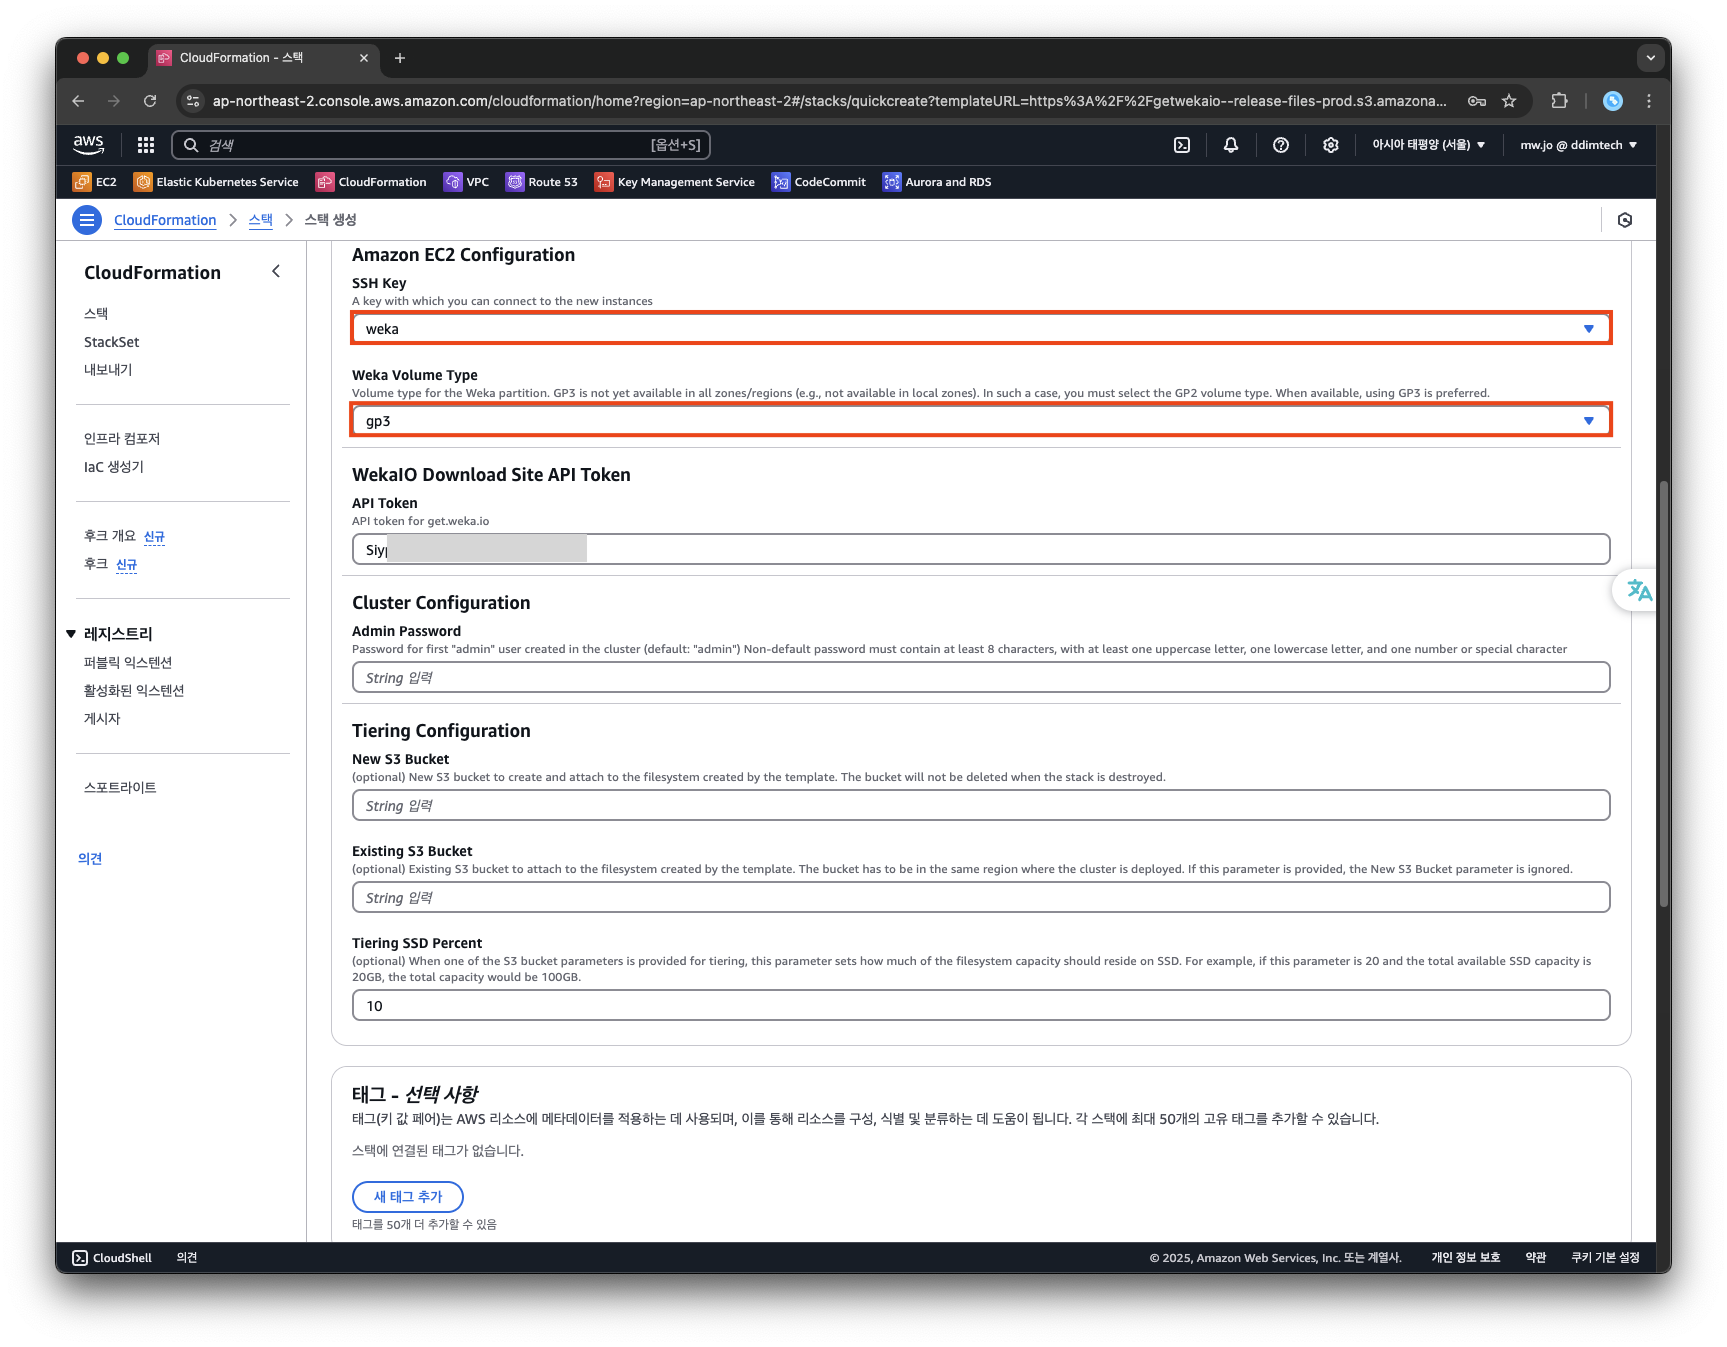 CloudFormation - 스택
ap-northeast-2.console.aws.amazon.com/cloudformation/home?region=ap-northeast-2#/stacks/quickcreate?templateURL=https%3A%2F%2Fgetwekaio--release-files-prod.s3.amazona...
aws
검색
[옵션+S]
아시아 태평양 (서울)
mw.jo @ ddimtech
EC2
Elastic Kubernetes Service
CloudFormation
VPC
Route 53
Key Management Service
CodeCommit
Aurora and RDS
CloudFormation
스택
스택 생성
CloudFormation
스택
StackSet
내보내기
인프라 컴포저
IaC 생성기
후크 개요 신규
후크 신규
레지스트리
퍼블릭 익스텐션
활성화된 익스텐션
게시자
스포트라이트
의견
Amazon EC2 Configuration
SSH Key
A key with which you can connect to the new instances
weka
Weka Volume Type
Volume type for the Weka partition. GP3 is not yet available in all zones/regions (e.g., not available in local zones). In such a case, you must select the GP2 volume type. When available, using GP3 is preferred.
gp3
WekaIO Download Site API Token
API Token
API token for get.weka.io
Cluster Configuration
Admin Password
Password for first "admin" user created in the cluster (default: "admin") Non-default password must contain at least 8 characters, with at least one uppercase letter, one lowercase letter, and one number or special character
String 입력
Tiering Configuration
New S3 Bucket
(optional) New S3 bucket to create and attach to the filesystem created by the template. The bucket will not be deleted when the stack is destroyed.
String 입력
Existing S3 Bucket
(optional) Existing S3 bucket to attach to the filesystem created by the template. The bucket has to be in the same region where the cluster is deployed. If this parameter is provided, the New S3 Bucket parameter is ignored.
String 입력
Tiering SSD Percent
(optional) When one of the S3 bucket parameters is provided for tiering, this parameter sets how much of the filesystem capacity should reside on SSD. For example, if this parameter is 20 and the total available SSD capacity is
20GB, the total capacity would be 100GB.
10
태그 - 선택 사항
태그(키 값 페어)는 AWS 리소스에 메타데이터를 적용하는 데 사용되며, 이를 통해 리소스를 구성, 식별 및 분류하는 데 도움이 됩니다. 각 스택에 최대 50개의 고유 태그를 추가할 수 있습니다.
스택에 연결된 태그가 없습니다.
새 태그 추가
태그를 50개 더 추가할 수 있음
CloudShell
의견
© 2025, Amazon Web Services, Inc. 또는 계열사.
개인 정보 보호
약관
쿠키 기본 설정